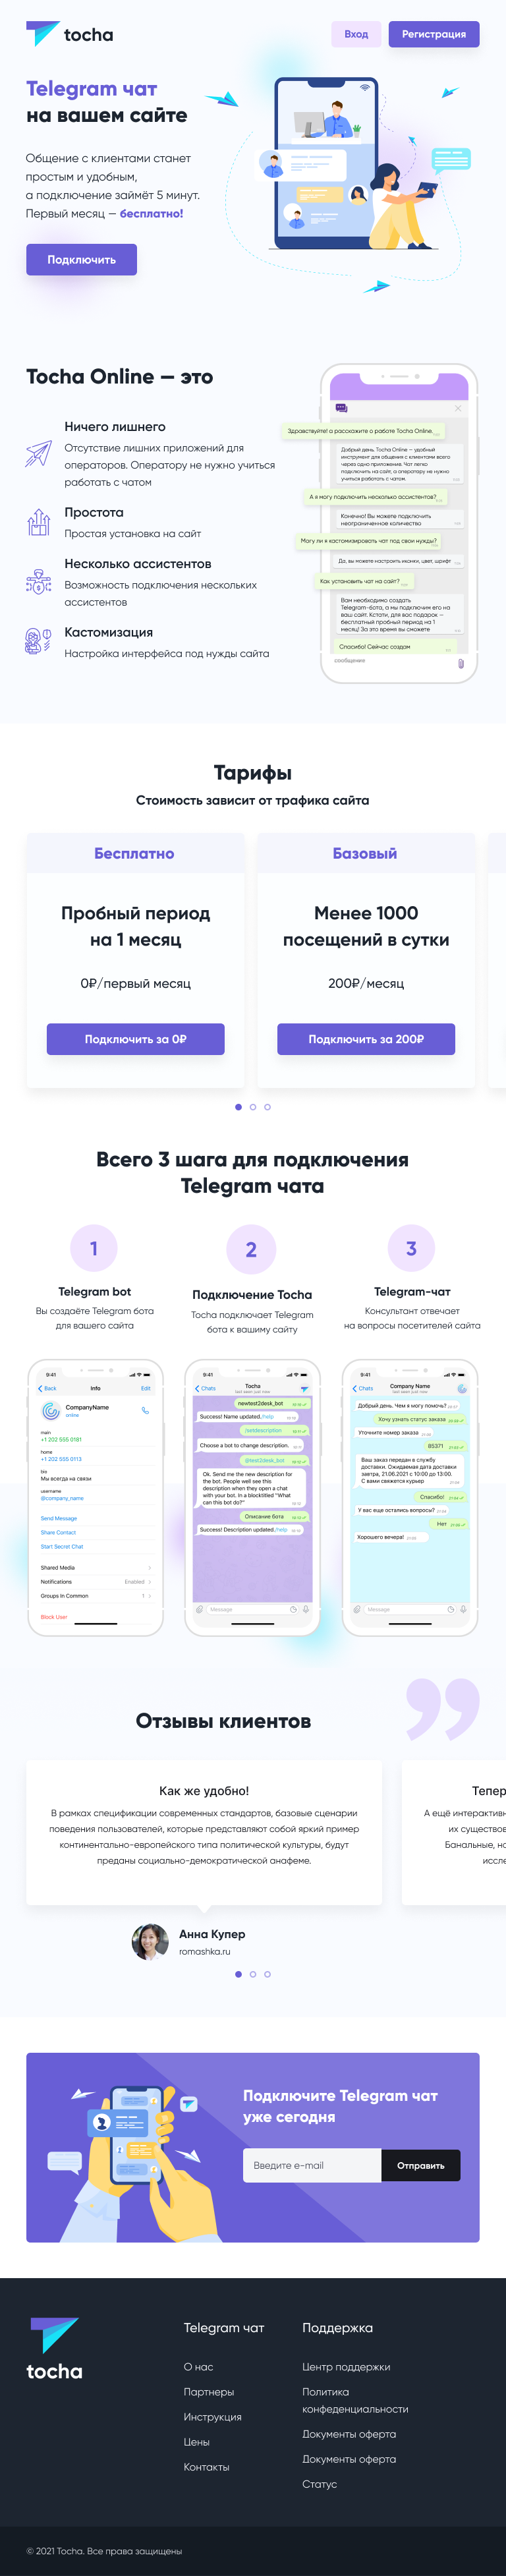 tocha
Вход
Регистрация
Telegram чат
на вашем сайте
Общение с клиентами станет
простым и удобным,
а подключение займёт 5 минут.
Первый месяц — бесплатно!
Подключить
Tocha Online — это
Ничего лишнего
Отсутствие лишних приложений для
операторов. Оператору не нужно учиться
работать с чатом
Простота
Простая установка на сайт
Несколько ассистентов
Возможность подключения нескольких
ассистентов
Кастомизация
Настройка интерфейса под нужды сайта
Здравствуйте! а расскажите о работе Tocha Online.
Добрый день. Tocha Online — удобный
инструмент для общения с клиентами всего
через одно приложение. Чат легко
подключить на сайт, а оператору не нужно
учиться работать с чатом.
А я могу подключить несколько ассистентов?
Конечно! Вы можете подключить
неограниченное количество
Могу ли я кастомизировать чат под свои нужды?
Да, вы можете настроить иконки, цвет, шрифт
Как установить чат на сайт?
Вам необходимо создать
Telegram-бота, а мы подключим его на
ваш сайт. Кстати, для вас подарок —
бесплатный пробный период на 1
месяц! За это время вы сможете
Спасибо! Сейчас создам
сообщение
Тарифы
Стоимость зависит от трафика сайта
Бесплатно
Пробный период
на 1 месяц
0₽/первый месяц
Подключить за 0₽
Базовый
Менее 1000
посещений в сутки
200₽/месяц
Подключить за 200₽
Всего 3 шага для подключения
Telegram чата
1
Telegram bot
Вы создаёте Telegram бота
для вашего сайта
2
Подключение Tocha
Tocha подключает Telegram
бота к вашиму сайту
3
Telegram-чат
Консультант отвечает
на вопросы посетителей сайта
9:41
Back
Info
Edit
CompanyName
online
main
+1 202 555 0181
home
+1 202 555 0113
bio
Мы всегда на связи
username
@company_name
Send Message
Share Contact
Start Secret Chat
Shared Media
Notifications
Enabled
Groups In Common
1
Block User
9:41
Chats
Tocha
last seen just now
newtest2desk_bot
Success! Name updated./help
/setdescription
Choose a bot to change description.
@test2desk_bot
Ok. Send me the new description for
the bot. People will see this
description when they open a chat
with your bot. In a blocktitled "What
can this bot do?"
Описание бота
Success! Description updated./help
Message
9:41
Chats
Company Name
last seen just now
Добрый день. Чем я могу помочь?
Хочу узнать статус заказа
Уточните номер заказа
85371
Ваш заказ передан в службу
доставки. Ожидаемая дата доставки
завтра, 21.06.2021 с 10:00 до 13:00.
С вами свяжется курьер
Спасибо!
У вас еще остались вопросы?
Нет
Хорошего вечера!
Message
Отзывы клиентов
Как же удобно!
В рамках спецификации современных стандартов, базовые сценарии
поведения пользователей, которые представляют собой яркий пример
континентально-европейского типа политической культуры, будут
преданы социально-демократической анафеме.
Анна Купер
romashka.ru
Тепер
А ещё интерактивн
их существов
Банальные, но
иссле
Подключите Telegram чат
уже сегодня
Введите e-mail
Отправить
tocha
Telegram чат
О нас
Партнеры
Инструкция
Цены
Контакты
Поддержка
Центр поддержки
Политика
конфеденциальности
Документы оферта
Документы оферта
Статус
© 2021 Tocha. Все права защищены